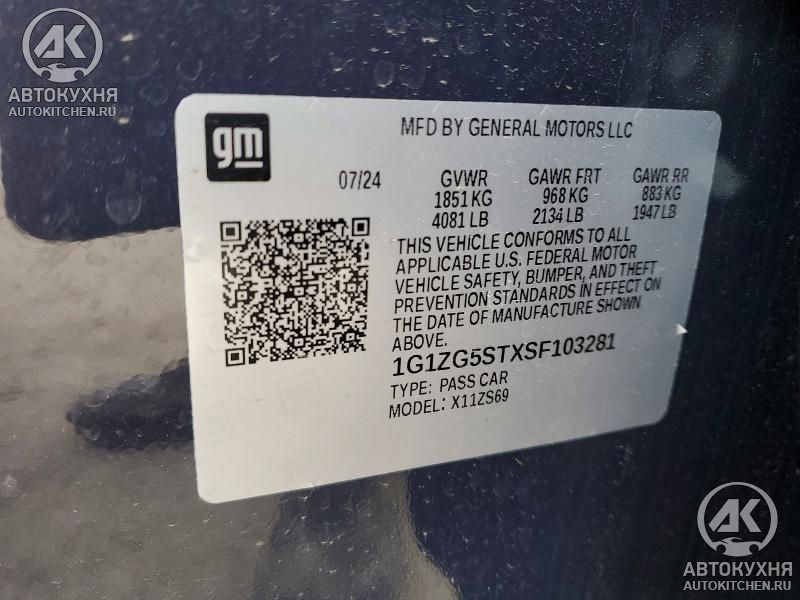 AK
АВТОКУХНЯ
AUTOKITCHEN.RU
gm
MFD BY GENERAL MOTORS LLC
07/24
GVWR GAWR FRT GAWR RR
1851 KG 968 KG 883 KG
4081 LB 2134 LB 1947 LB
THIS VEHICLE CONFORMS TO ALL
APPLICABLE U.S. FEDERAL MOTOR
VEHICLE SAFETY, BUMPER, AND THEFT
PREVENTION STANDARDS IN EFFECT ON
THE DATE OF MANUFACTURE SHOWN
ABOVE.
1G1ZG5STXSF103281
TYPE: PASS CAR
MODEL: X11ZS69
AK
АВТОКУХНЯ
AUTOKITCHEN.RU